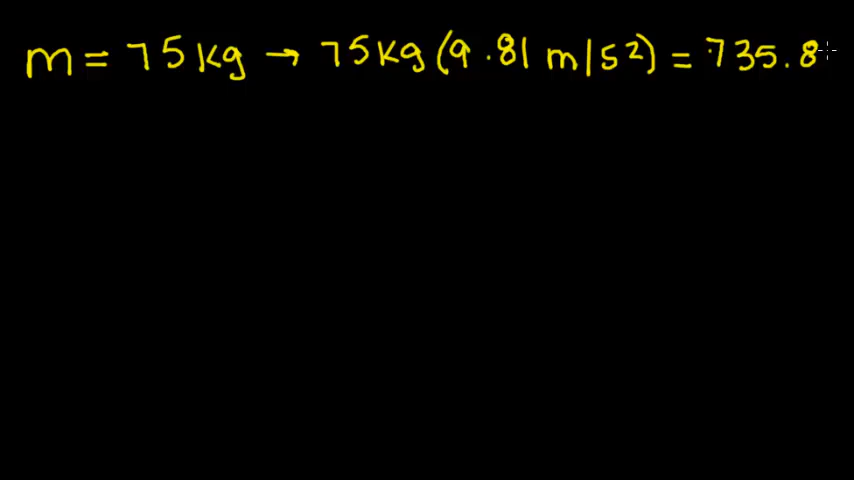 m = 75 kg → 75 kg (9.81 m/s²) = 735.8